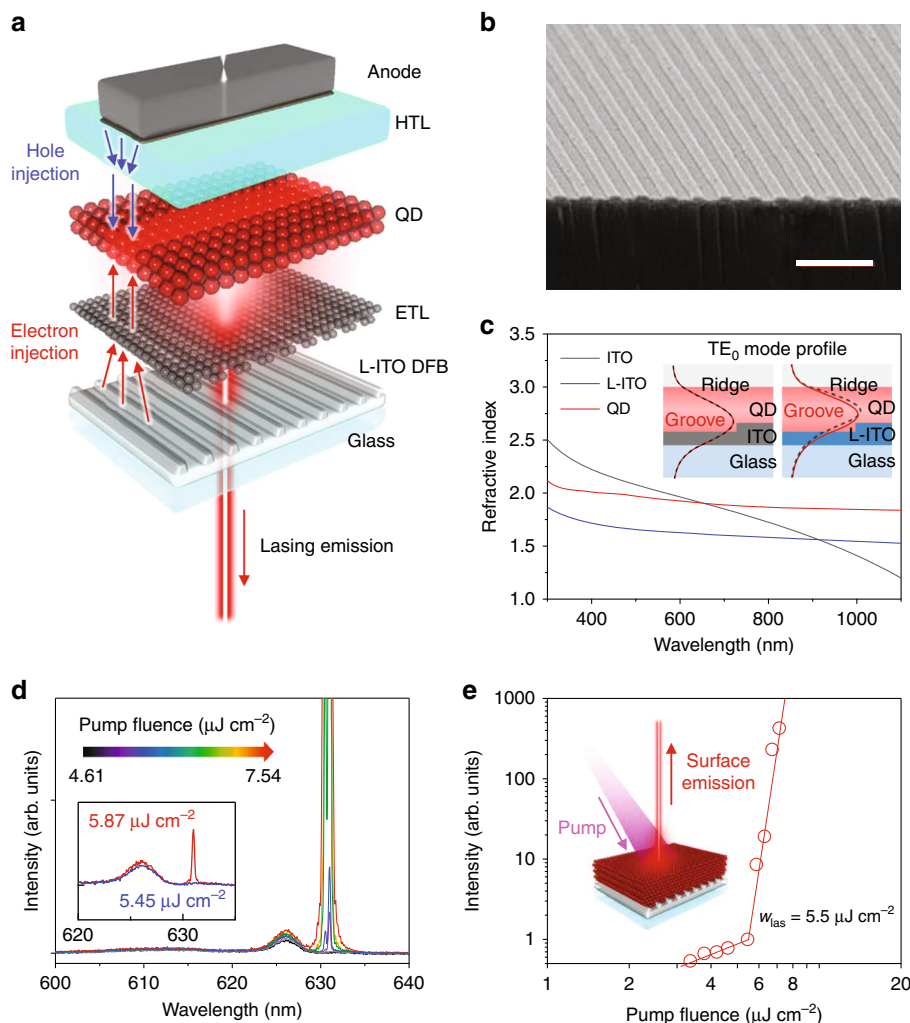 a
Anode
HTL
Hole
injection
QD
ETL
Electron
injection
L-ITO DFB
Glass
Lasing emission
b
c
3.5
3.0
2.5
2.0
1.5
1.0
Refractive index
400 600 800 1000
Wavelength (nm)
ITO
L-ITO
QD
TE₀ mode profile
Ridge
Groove
QD
ITO
Glass
Ridge
Groove
QD
L-ITO
Glass
d
Intensity (arb. units)
Pump fluence (μJ cm⁻²)
4.61 7.54
5.87 μJ cm⁻²
5.45 μJ cm⁻²
620 631
600 610 620 630 640
Wavelength (nm)
e
1000
100
10
1
Intensity (arb. units)
Surface
emission
Pump
w_las = 5.5 μJ cm⁻²
1 2 4 6 8 10 20
Pump fluence (μJ cm⁻²)